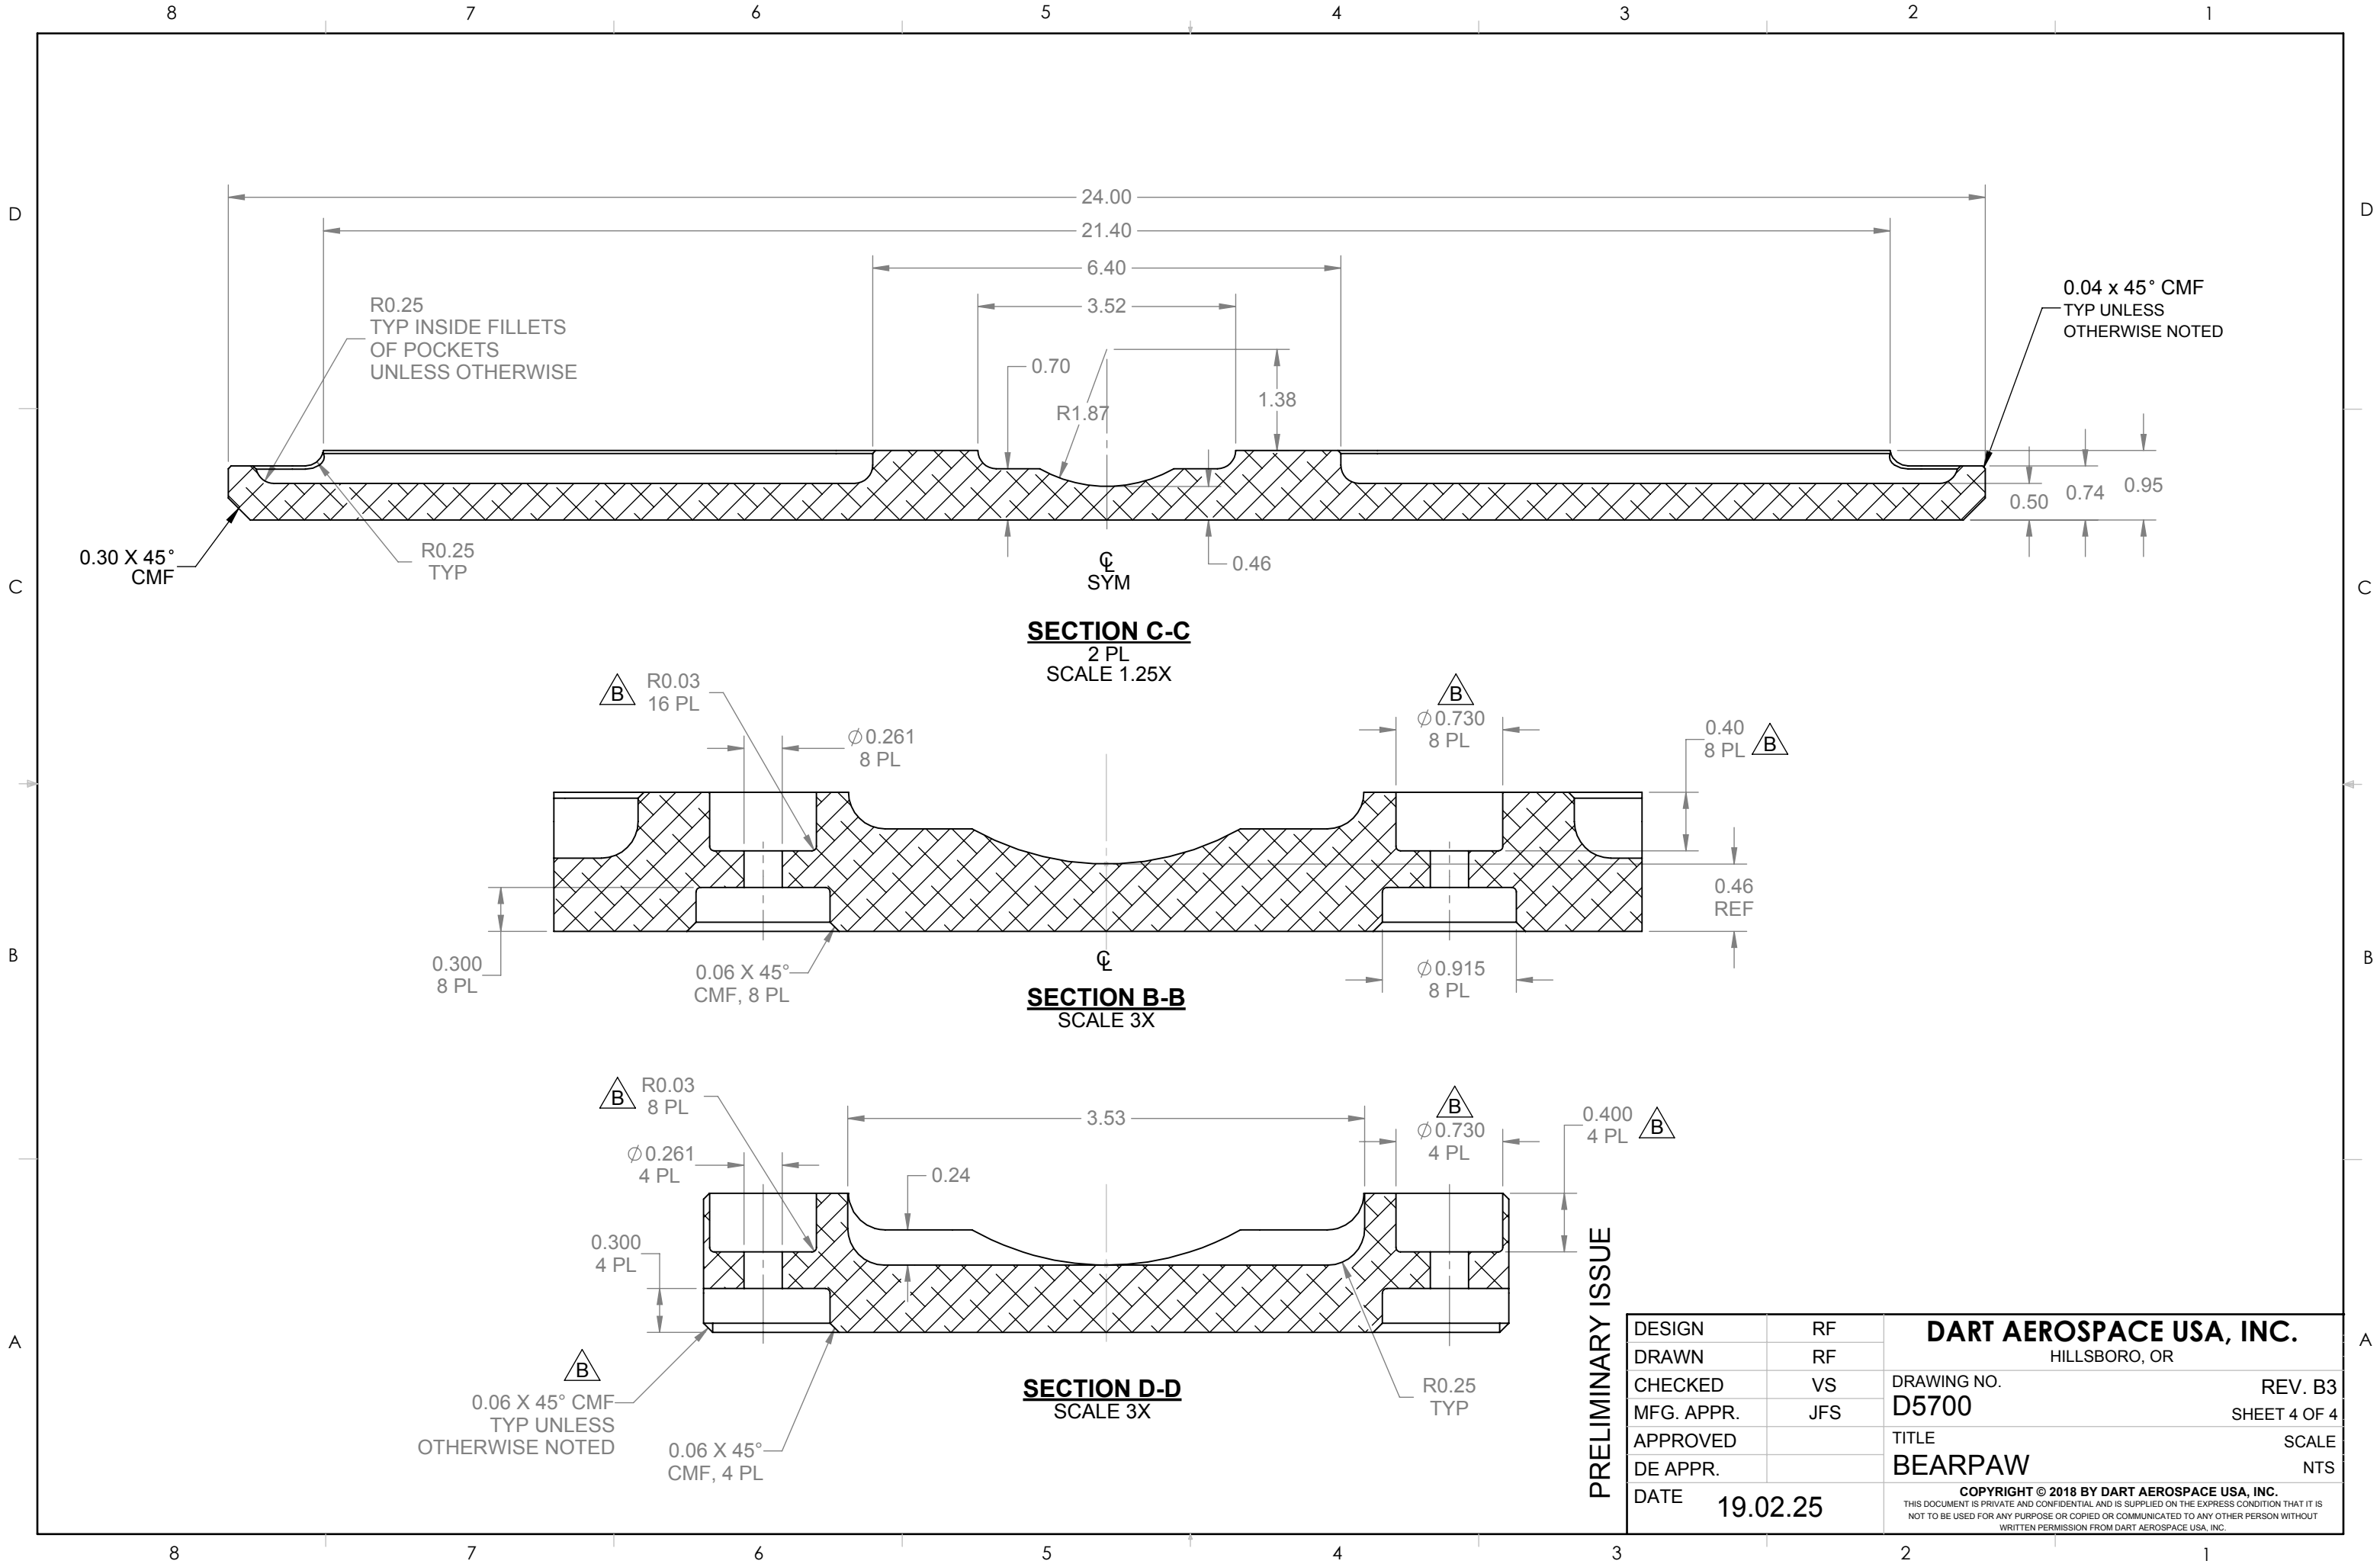 8 7 6 5 4 3 2 1
D
D
24.00
21.40
6.40
3.52
R0.25
TYP INSIDE FILLETS
OF POCKETS
UNLESS OTHERWISE
0.70
R1.87
1.38
0.04 x 45° CMF
TYP UNLESS
OTHERWISE NOTED
0.50
0.74
0.95
0.30 X 45°
CMF
R0.25
TYP
0.46
℄
SYM
C
C
SECTION C-C
2 PL
SCALE 1.25X
B
R0.03
16 PL
Ø0.261
8 PL
B
Ø0.730
8 PL
0.40
8 PL
B
0.46
REF
0.300
8 PL
0.06 X 45°
CMF, 8 PL
℄
Ø0.915
8 PL
B
B
SECTION B-B
SCALE 3X
B
R0.03
8 PL
Ø0.261
4 PL
3.53
0.24
B
Ø0.730
4 PL
0.400
4 PL
B
0.300
4 PL
B
0.06 X 45° CMF
TYP UNLESS
OTHERWISE NOTED
0.06 X 45°
CMF, 4 PL
R0.25
TYP
A
A
SECTION D-D
SCALE 3X
PRELIMINARY ISSUE
DESIGN RF
DRAWN RF
CHECKED VS
MFG. APPR. JFS
APPROVED
DE APPR.
DATE 19.02.25
DART AEROSPACE USA, INC.
HILLSBORO, OR
DRAWING NO. REV. B3
D5700 SHEET 4 OF 4
TITLE SCALE
BEARPAW NTS
COPYRIGHT © 2018 BY DART AEROSPACE USA, INC.
THIS DOCUMENT IS PRIVATE AND CONFIDENTIAL AND IS SUPPLIED ON THE EXPRESS CONDITION THAT IT IS
NOT TO BE USED FOR ANY PURPOSE OR COPIED OR COMMUNICATED TO ANY OTHER PERSON WITHOUT
WRITTEN PERMISSION FROM DART AEROSPACE USA, INC.
8 7 6 5 4 3 2 1